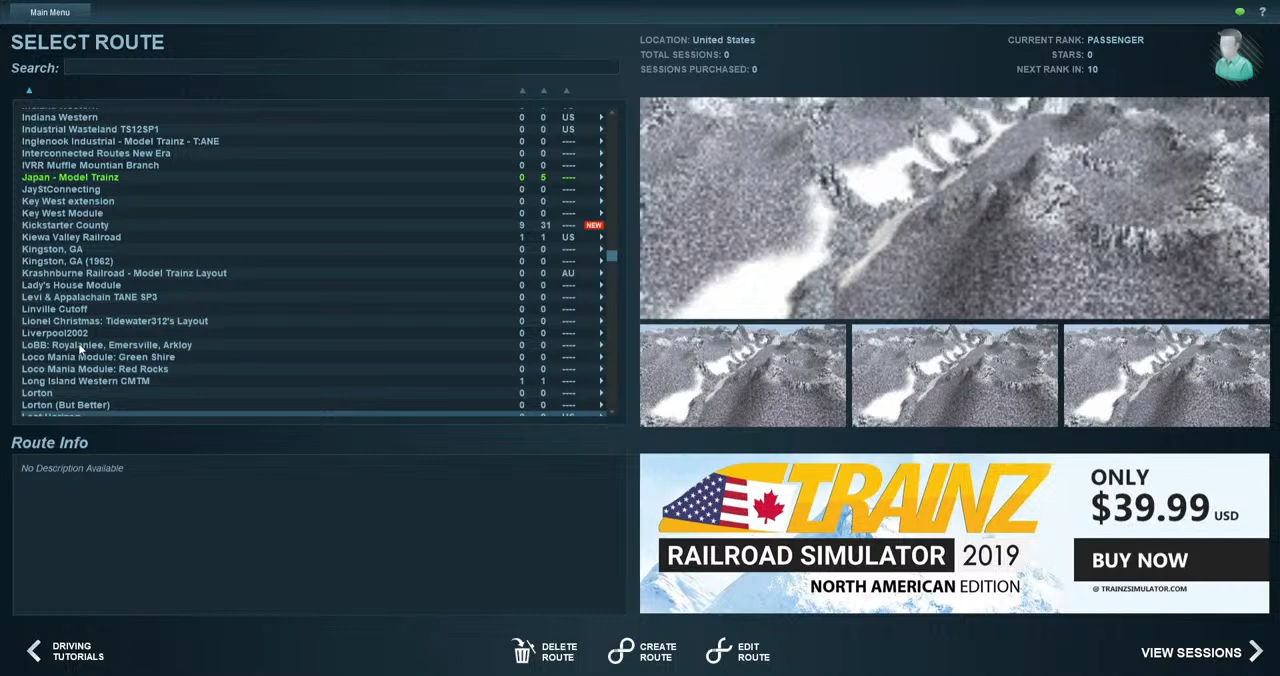 Main Menu
?
SELECT ROUTE
Search:
LOCATION: United States
TOTAL SESSIONS: 0
SESSIONS PURCHASED: 0
CURRENT RANK: PASSENGER
STARS: 0
NEXT RANK IN: 10
Indiana Western 0 0 US
Industrial Wasteland TS12SP1 0 0 US
Inglenook Industrial - Model Trainz - T:ANE 0 0 ----
Interconnected Routes New Era 0 0 ----
IVRR Muffle Mountian Branch 0 0 ----
Japan - Model Trainz 0 5 ----
JayStConnecting 0 0 ----
Key West extension 0 0 ----
Key West Module 0 0 ----
Kickstarter County 9 31 ---- NEW
Kiewa Valley Railroad 1 1 US
Kingston, GA 0 0 ----
Kingston, GA (1962) 0 0 ----
Krashnburne Railroad - Model Trainz Layout 0 0 AU
Lady's House Module 0 0 ----
Levi & Appalachain TANE SP3 0 0 ----
Linville Cutoff 0 0 ----
Lionel Christmas: Tidewater312's Layout 0 0 ----
Liverpool2002 0 0 ----
LoBB: Royalanlee, Emersville, Arkloy 0 0 ----
Loco Mania Module: Green Shire 0 0 ----
Loco Mania Module: Red Rocks 0 0 ----
Long Island Western CMTM 1 1 ----
Lorton 0 0 ----
Lorton (But Better) 0 0 ----
Route Info
No Description Available
TRAINZ
RAILROAD SIMULATOR 2019
NORTH AMERICAN EDITION
ONLY
$39.99 USD
BUY NOW
@ TRAINZSIMULATOR.COM
DRIVING
TUTORIALS
DELETE
ROUTE
CREATE
ROUTE
EDIT
ROUTE
VIEW SESSIONS